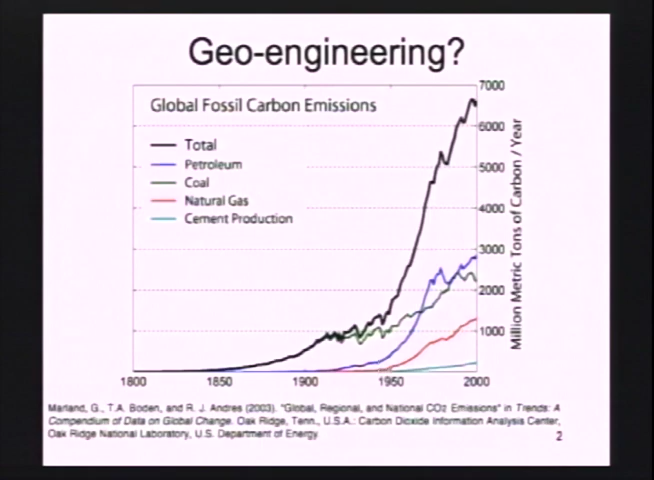 Geo-engineering?
Global Fossil Carbon Emissions
Total
Petroleum
Coal
Natural Gas
Cement Production
7000
6000
5000
4000
3000
2000
1000
Million Metric Tons of Carbon / Year
1800 1850 1900 1950 2000
Marland, G., T.A. Boden, and R. J. Andres (2003). "Global, Regional, and National CO2 Emissions" in Trends: A
Compendium of Data on Global Change. Oak Ridge, Tenn., U.S.A.: Carbon Dioxide Information Analysis Center,
Oak Ridge National Laboratory, U.S. Department of Energy
2